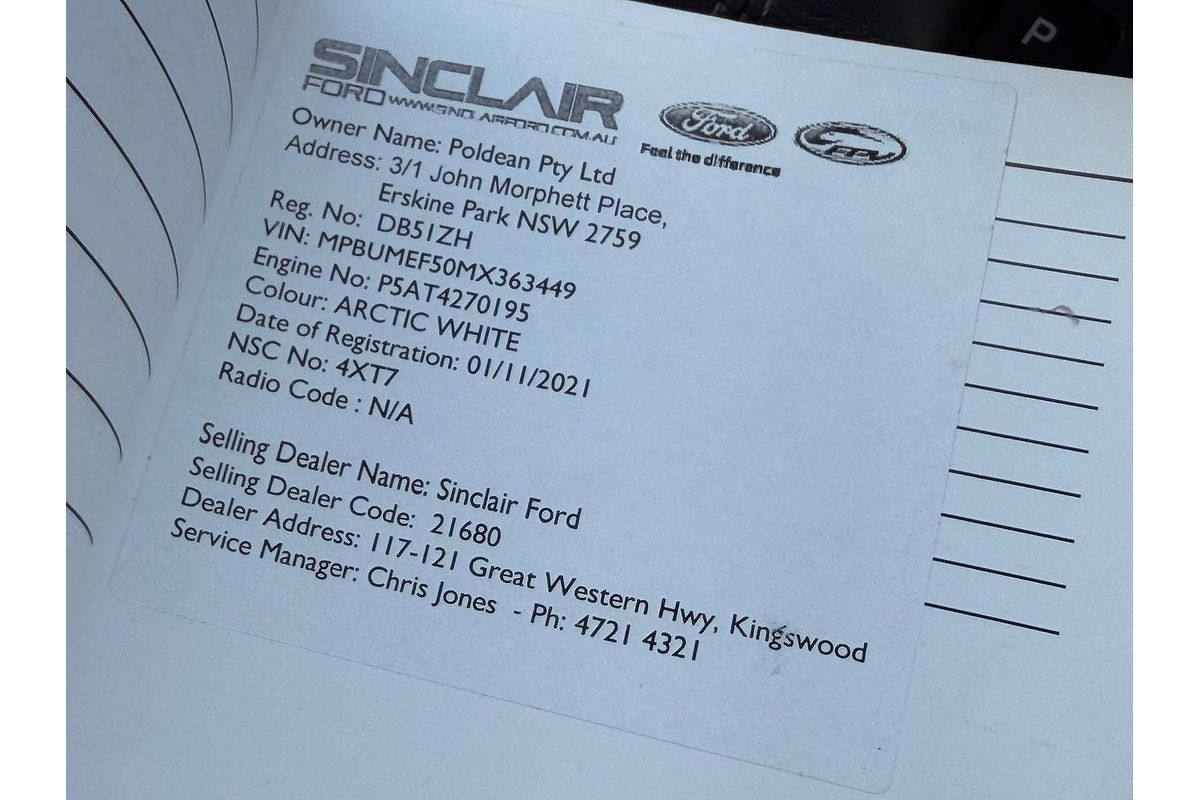 P
SINCLAIR
FORD WWW.SINCLAIRFORD.COM.AU
Ford
Feel the difference
FPV
Owner Name: Poldean Pty Ltd
Address: 3/1 John Morphett Place,
Erskine Park NSW 2759
Reg. No: DB51ZH
VIN: MPBUMEF50MX363449
Engine No: P5AT4270195
Colour: ARCTIC WHITE
Date of Registration: 01/11/2021
NSC No: 4XT7
Radio Code : N/A
Selling Dealer Name: Sinclair Ford
Selling Dealer Code: 21680
Dealer Address: 117-121 Great Western Hwy, Kingswood
Service Manager: Chris Jones - Ph: 4721 4321